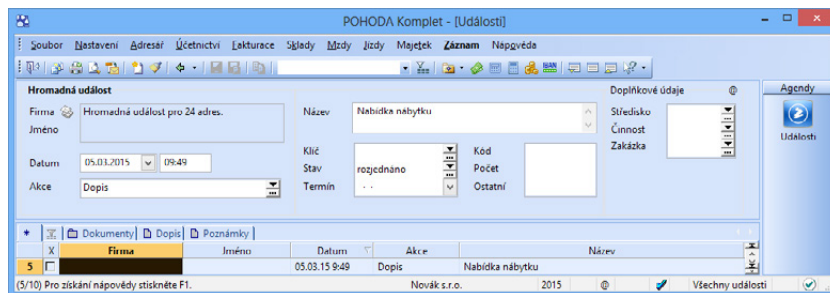 POHODA Komplet - [Události]
Soubor Nastavení Adresář Účetnictví Fakturace Sklady Mzdy Jízdy Majetek Záznam Nápověda
Hromadná událost
Doplňkové údaje @
Agendy
Firma Hromadná událost pro 24 adres.
Název Nabídka nábytku
Středisko
Jméno
Činnost
Události
Klíč
Kód
Zakázka
Datum 05.03.2015 09:49
Stav rozjednáno
Počet
Akce Dopis
Termín . .
Ostatní
* Dokumenty Dopis Poznámky
X Firma Jméno Datum Akce Název
5 05.03.15 9:49 Dopis Nabídka nábytku
(5/10) Pro získání nápovědy stiskněte F1. Novák s.r.o. 2015 @ Všechny události